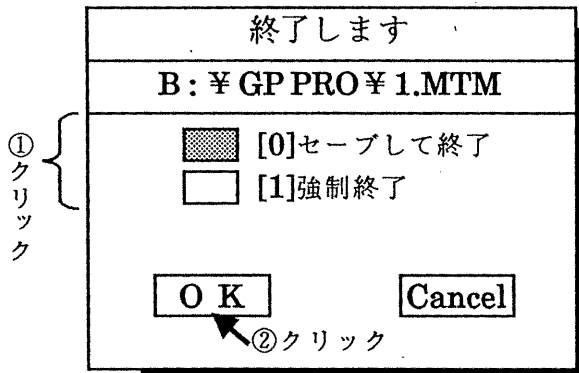 終了します
B:¥GP PRO¥1.MTM
①クリック
[0]セーブして終了
[1]強制終了
OK
Cancel
②クリック